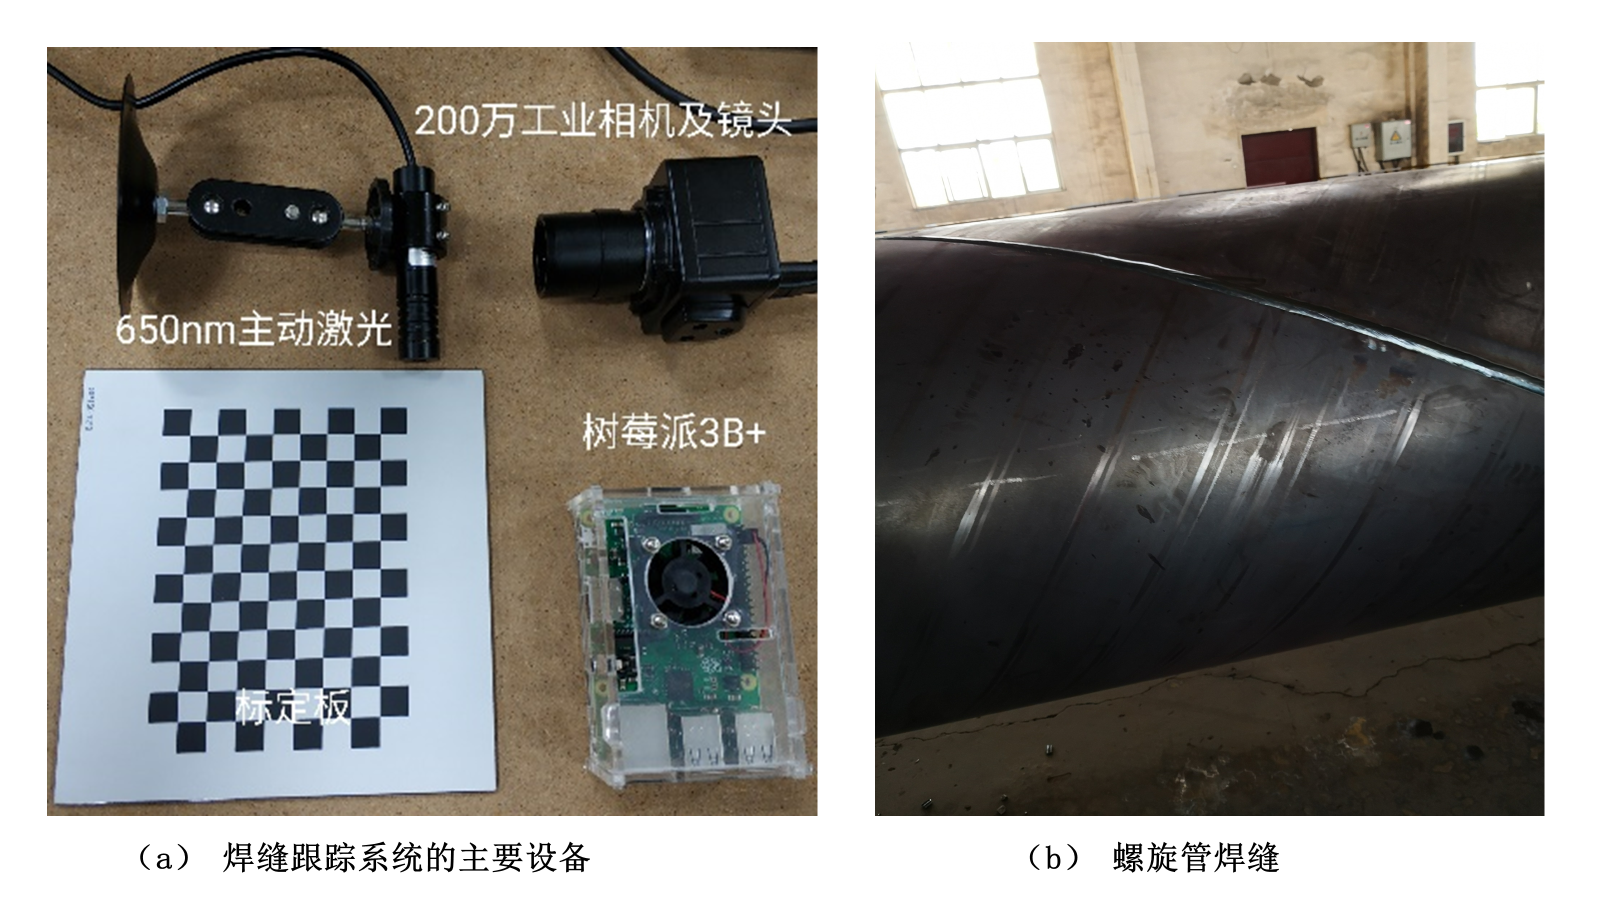 200万工业相机及镜头
650nm主动激光
树莓派3B+
标定板
(a) 焊缝跟踪系统的主要设备
(b) 螺旋管焊缝